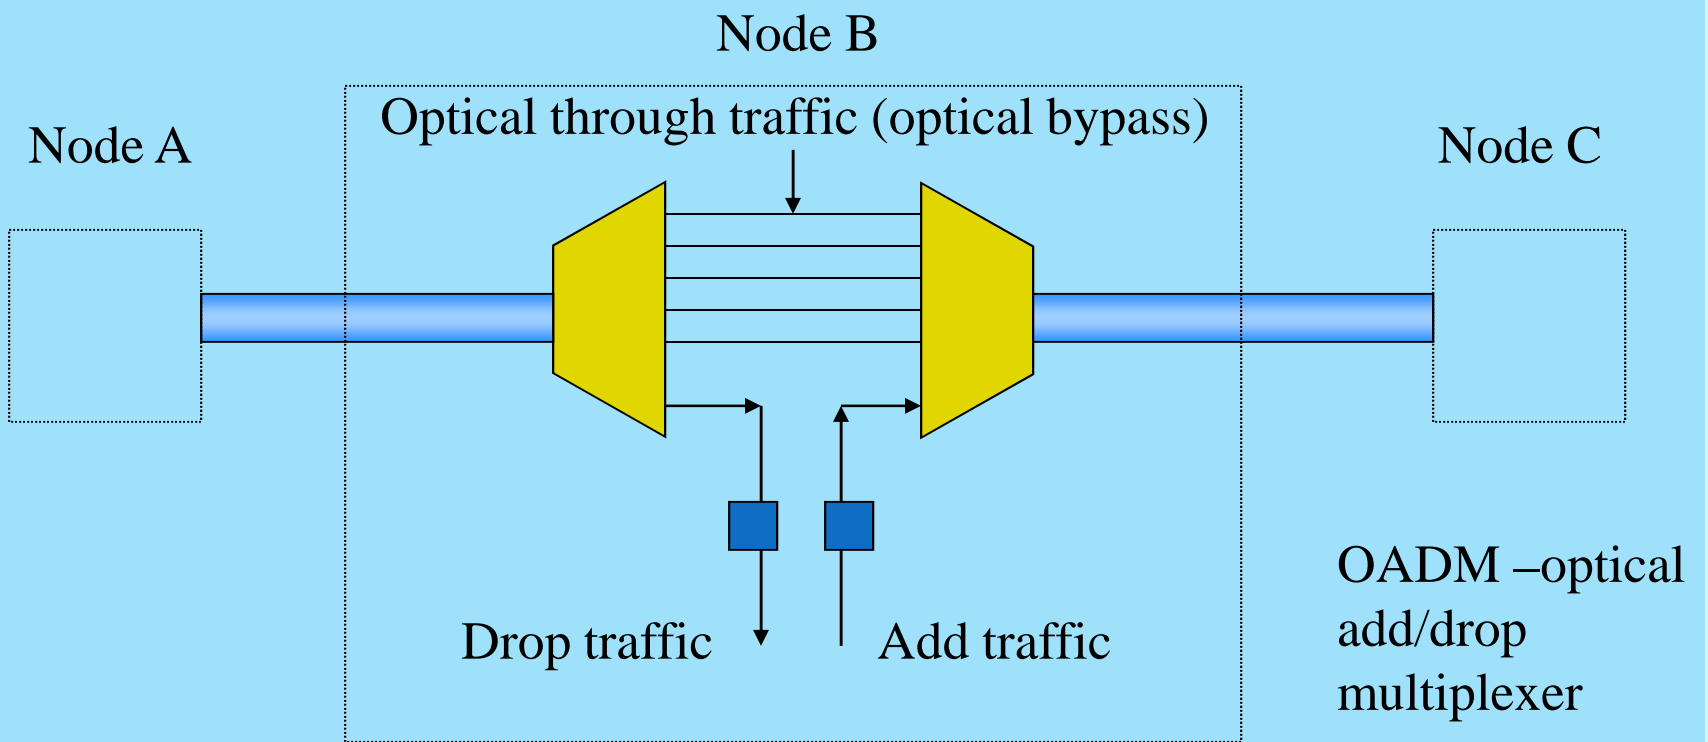 Node B
Optical through traffic (optical bypass)
Node A
Node C
Drop traffic
Add traffic
OADM –optical
add/drop
multiplexer